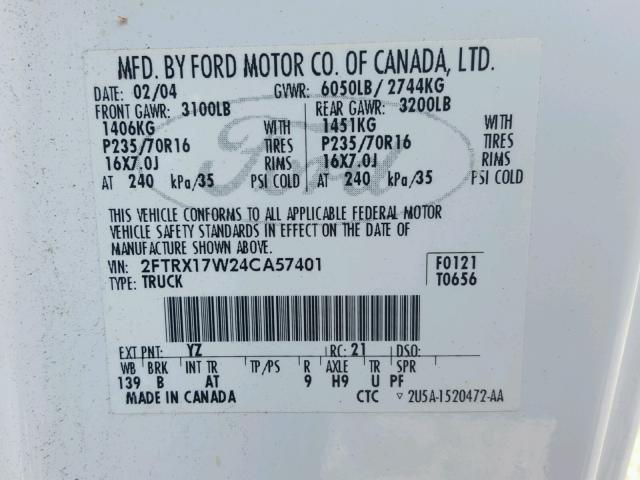 MFD. BY FORD MOTOR CO. OF CANADA, LTD.
DATE: 02/04 GVWR: 6050LB/ 2744KG
FRONT GAWR: 3100LB REAR GAWR: 3200LB
1406KG WITH 1451KG WITH
P235/70R16 TIRES P235/70R16 TIRES
16X7.0J RIMS 16X7.0J RIMS
AT 240 kPa/35 PSI COLD AT 240 kPa/35 PSI COLD
Ford
THIS VEHICLE CONFORMS TO ALL APPLICABLE FEDERAL MOTOR
VEHICLE SAFETY STANDARDS IN EFFECT ON THE DATE OF
MANUFACTURE SHOWN ABOVE.
VIN: 2FTRX17W24CA57401 F0121
TYPE: TRUCK T0656
EXT PNT: YZ RC: 21 DSO:
WB BRK INT TR TP/PS R AXLE TR SPR
139 B AT 9 H9 U PF
MADE IN CANADA CTC ▽ 2U5A-1520472-AA